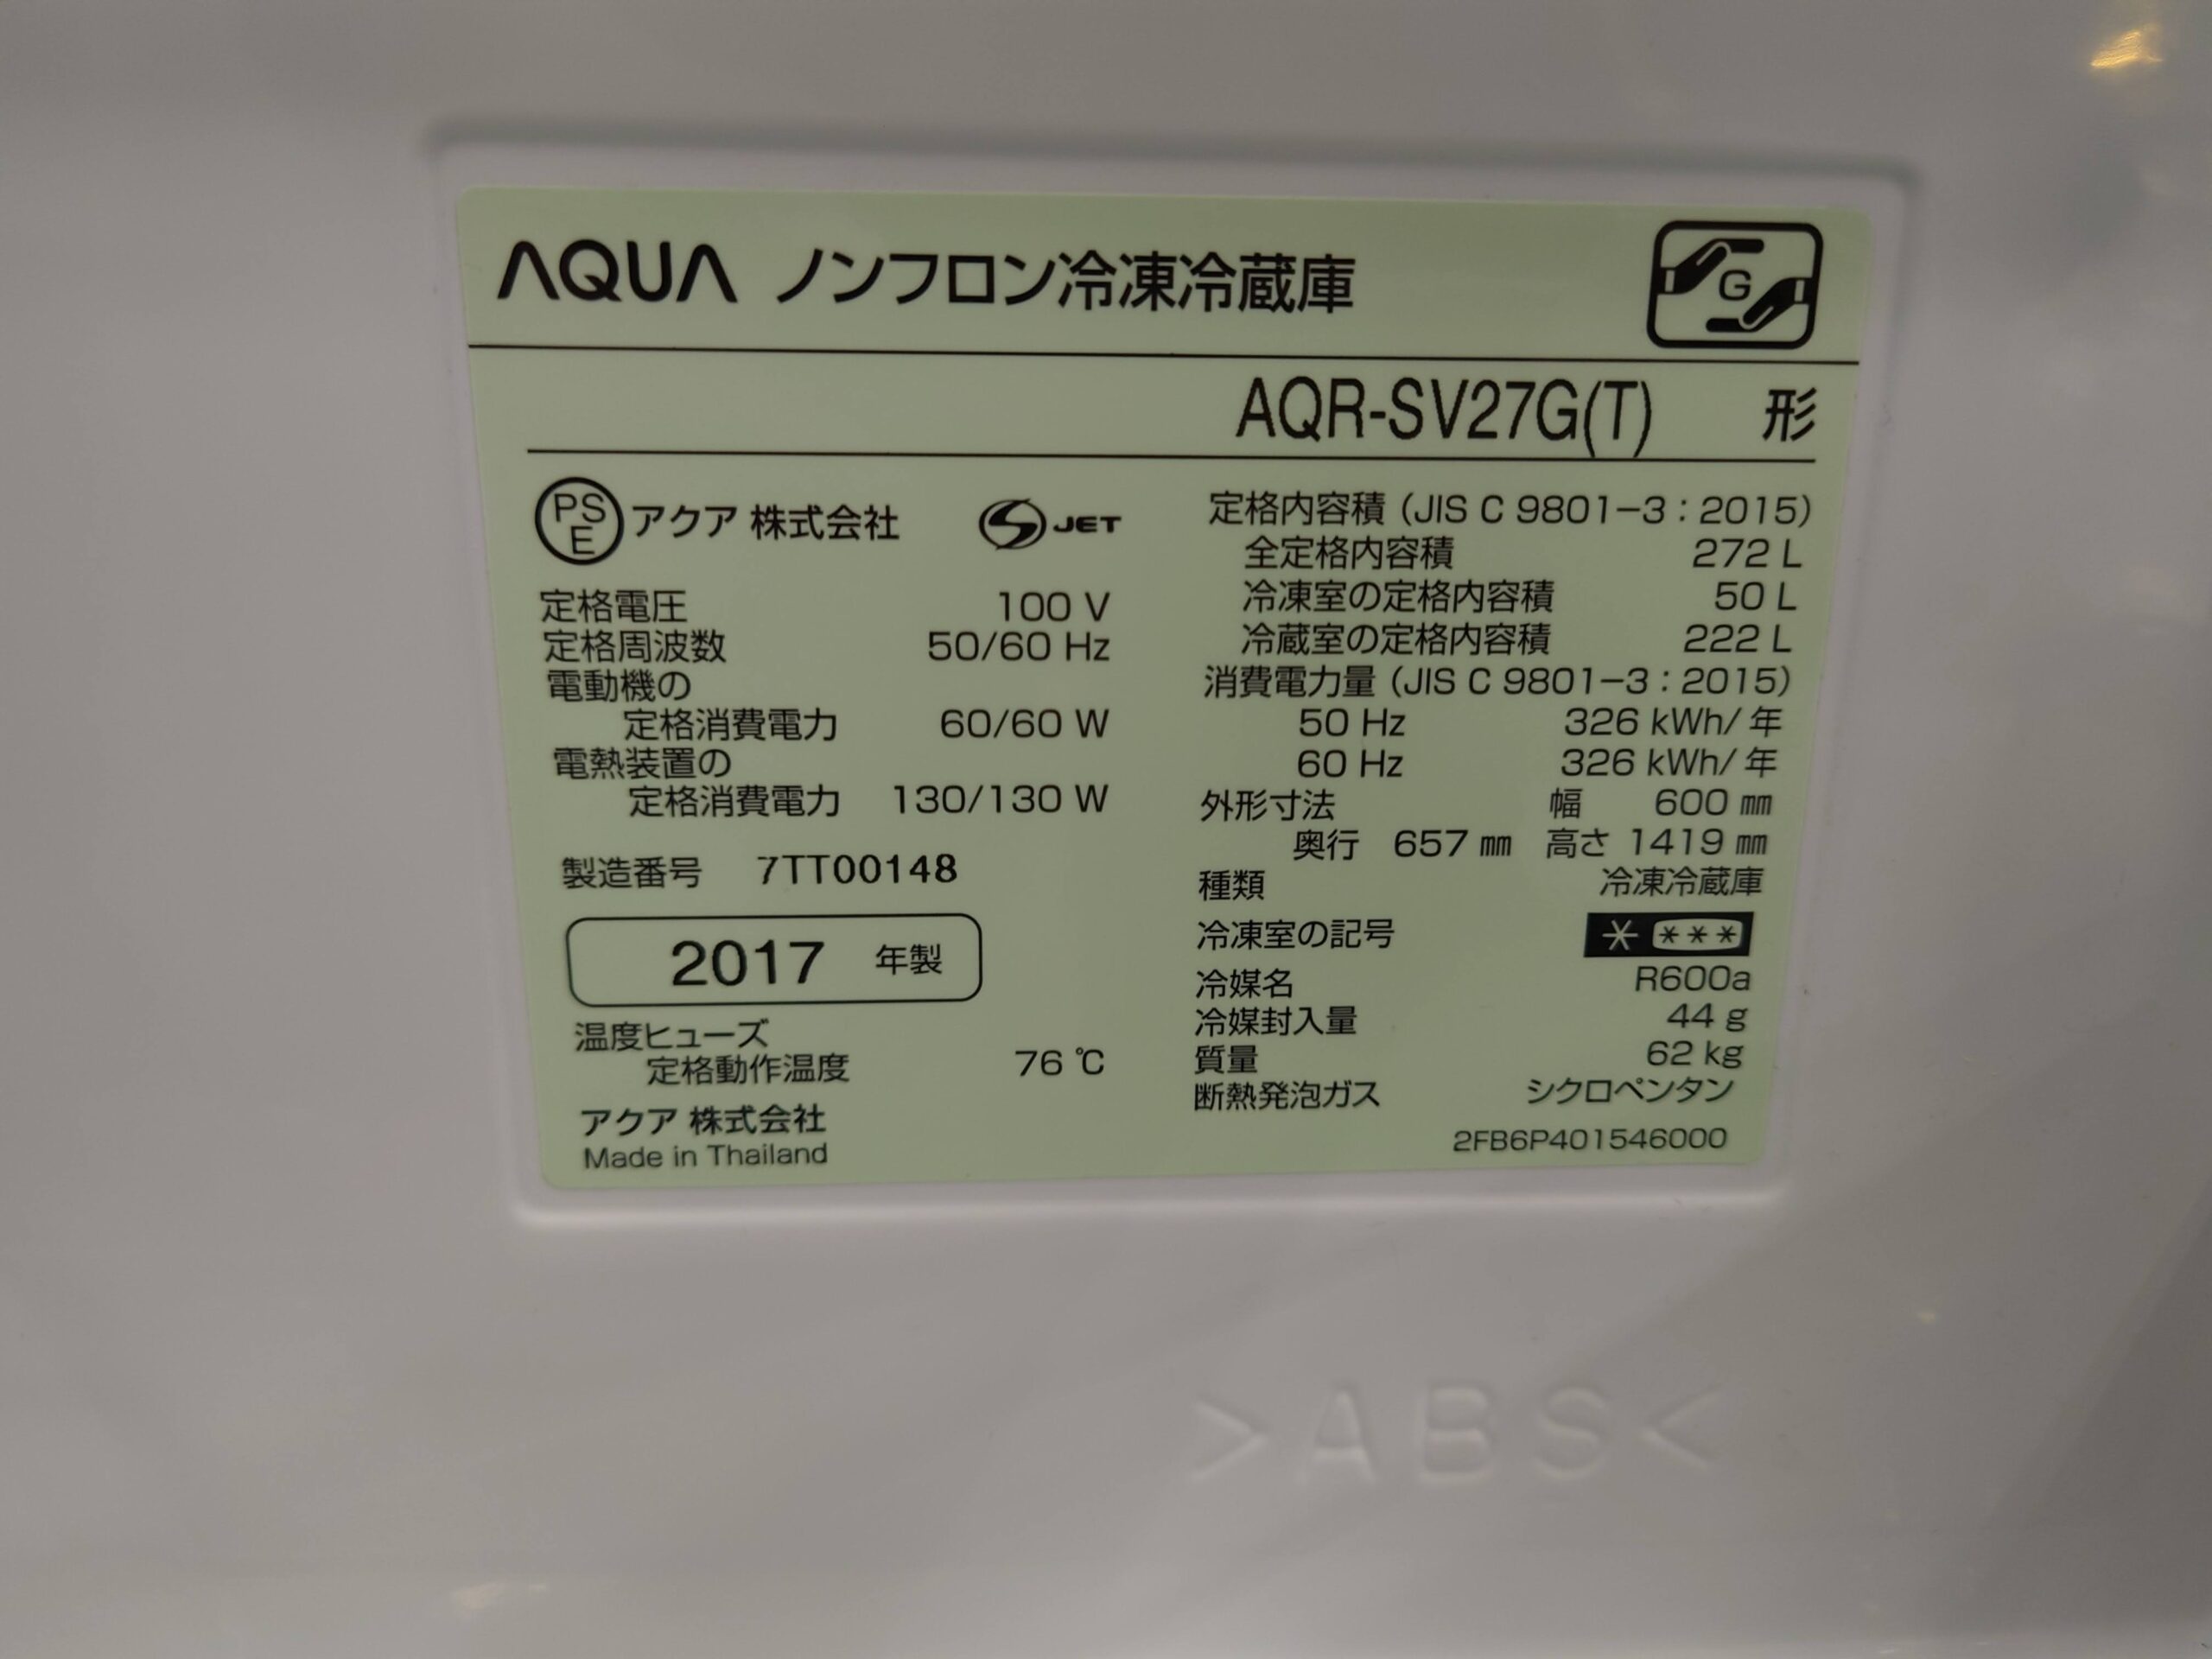 AQUA ノンフロン冷凍冷蔵庫
G
AQR-SV27G(T) 形
PSE アクア 株式会社 S JET
定格電圧 100 V
定格周波数 50/60 Hz
電動機の
定格消費電力 60/60 W
電熱装置の
定格消費電力 130/130 W
製造番号 7TT00148
2017 年製
温度ヒューズ
定格動作温度 76 ℃
アクア 株式会社
Made in Thailand
定格内容積 (JIS C 9801-3 : 2015)
全定格内容積 272 L
冷凍室の定格内容積 50 L
冷蔵室の定格内容積 222 L
消費電力量 (JIS C 9801-3 : 2015)
50 Hz 326 kWh/年
60 Hz 326 kWh/年
外形寸法 幅 600 ㎜
奥行 657 ㎜ 高さ 1419 ㎜
種類 冷凍冷蔵庫
冷凍室の記号 * ***
冷媒名 R600a
冷媒封入量 44 g
質量 62 kg
断熱発泡ガス シクロペンタン
2FB6P401546000
>ABS<